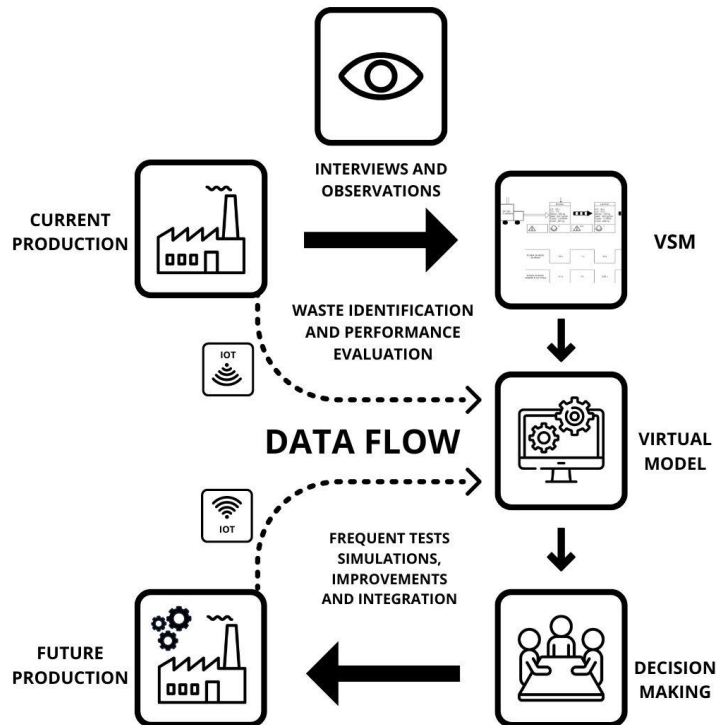 INTERVIEWS AND
OBSERVATIONS
CURRENT
PRODUCTION
VSM
WASTE IDENTIFICATION
AND PERFORMANCE
EVALUATION
IOT
DATA FLOW
VIRTUAL
MODEL
IOT
FREQUENT TESTS
SIMULATIONS,
IMPROVEMENTS
AND INTEGRATION
FUTURE
PRODUCTION
DECISION
MAKING